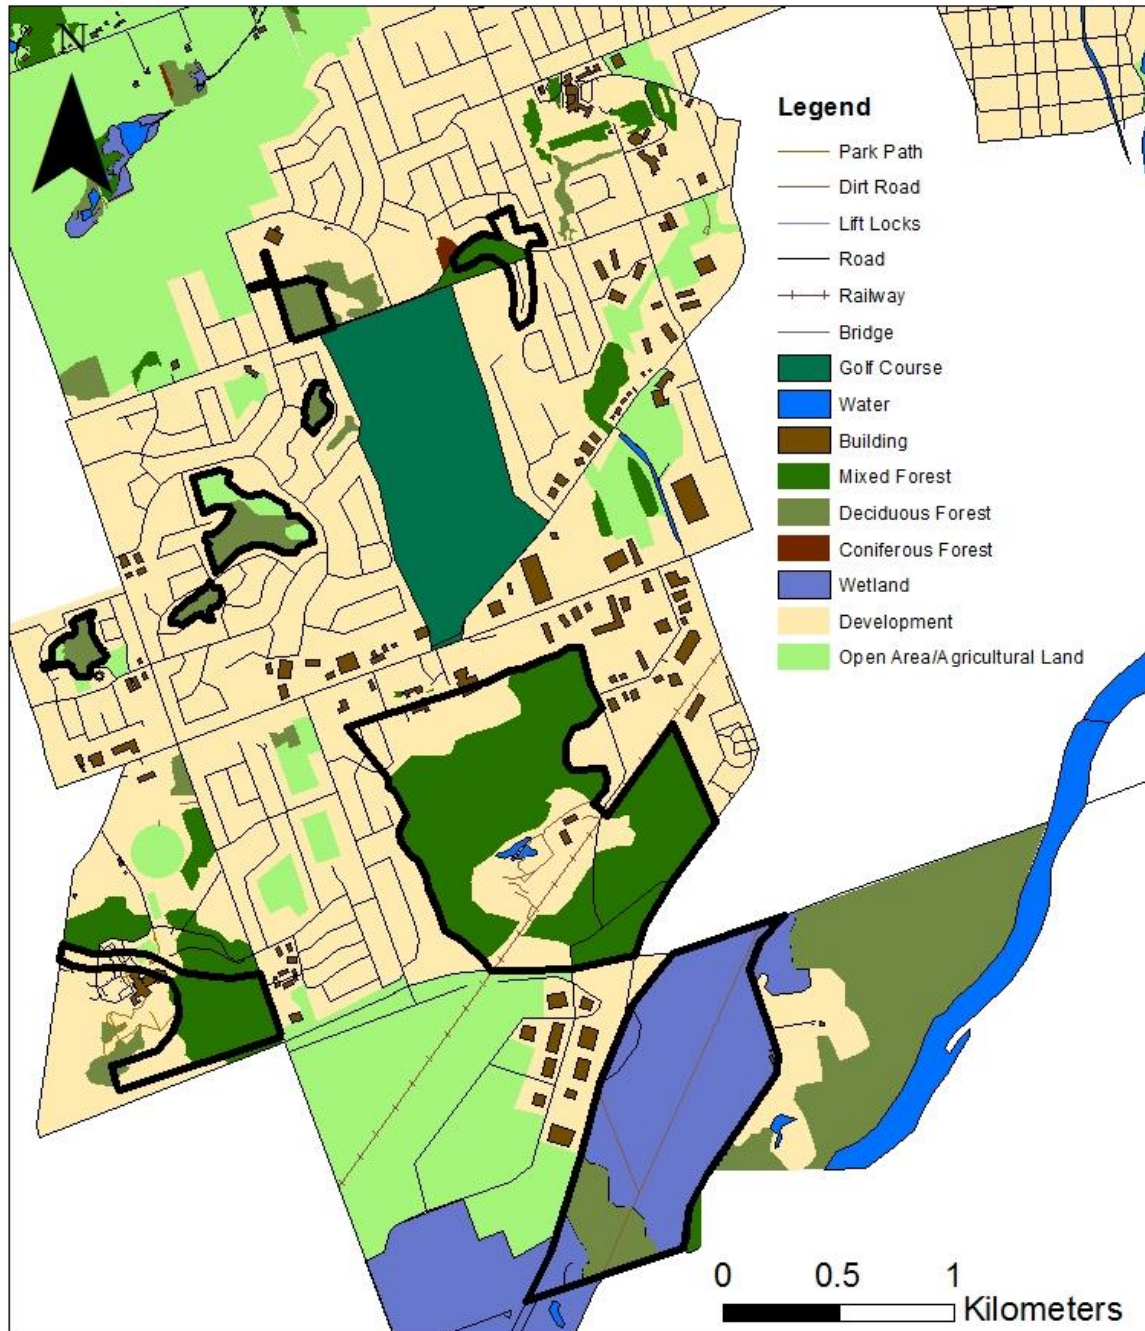 N
Legend
Park Path
Dirt Road
Lift Locks
Road
Railway
Bridge
Golf Course
Water
Building
Mixed Forest
Deciduous Forest
Coniferous Forest
Wetland
Development
Open Area/Agricultural Land
0 0.5 1
Kilometers